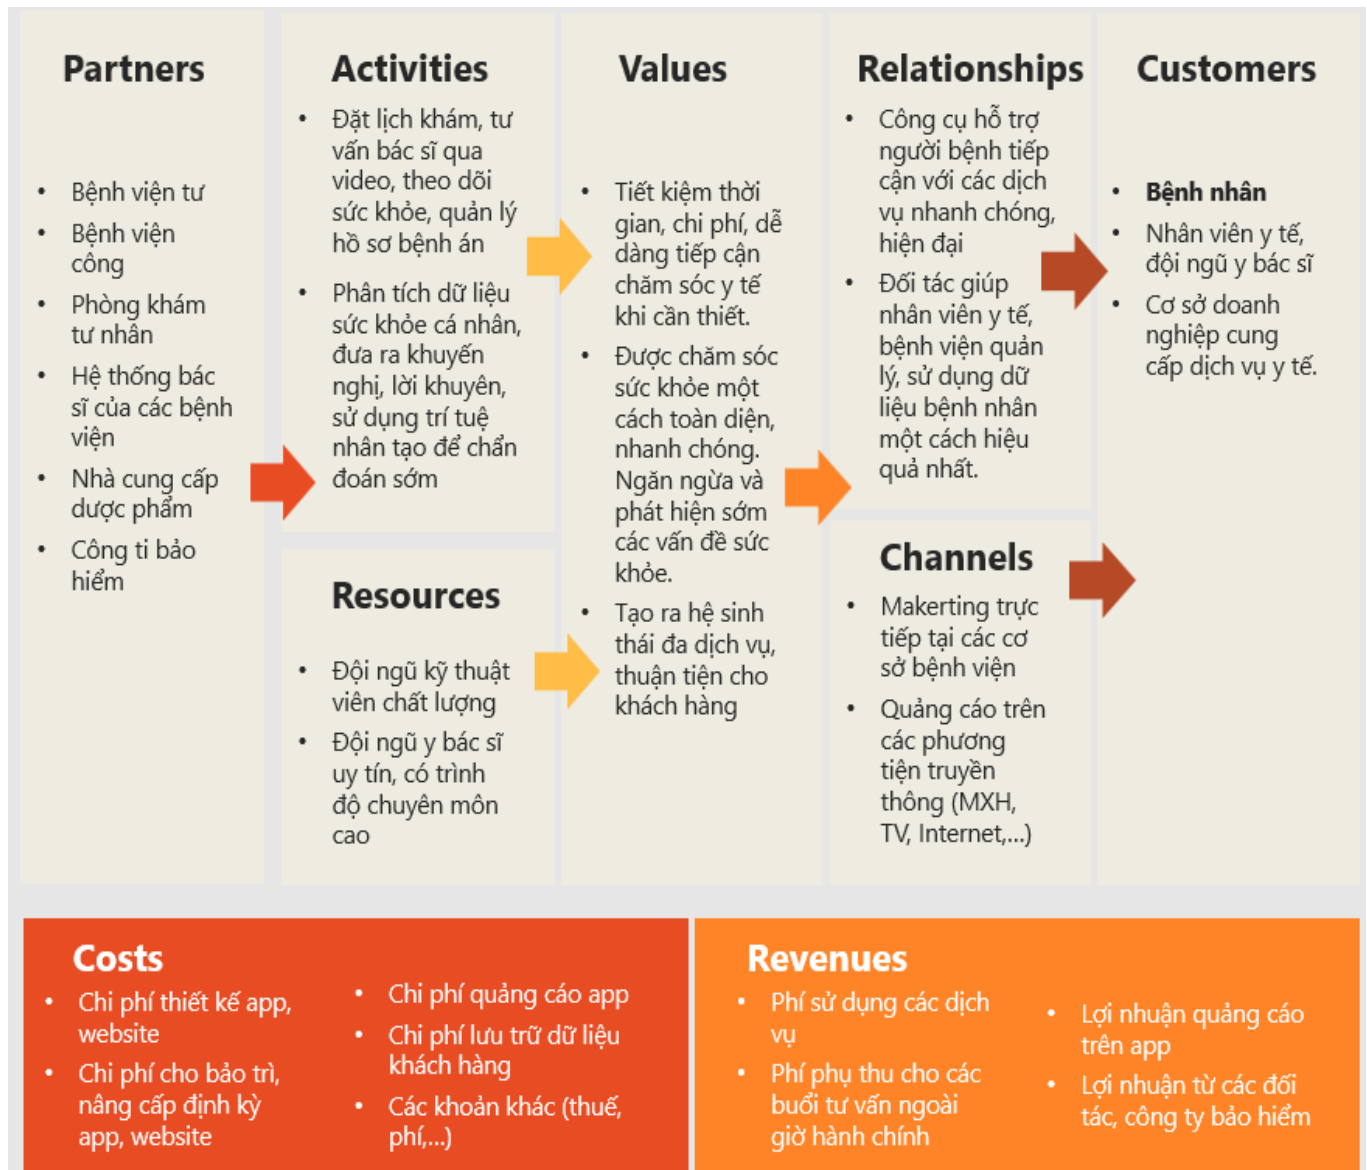 Partners
Bệnh viện tư
Bệnh viện
công
Phòng khám
tư nhân
Hệ thống bác
sĩ của các bệnh
viện
Nhà cung cấp
dược phẩm
Công ti bảo
hiểm
Activities
Đặt lịch khám, tư
vấn bác sĩ qua
video, theo dõi
sức khỏe, quản lý
hồ sơ bệnh án
Phân tích dữ liệu
sức khỏe cá nhân,
đưa ra khuyến
nghị, lời khuyên,
sử dụng trí tuệ
nhân tạo để chẩn
đoán sớm
Resources
Đội ngũ kỹ thuật
viên chất lượng
Đội ngũ y bác sĩ
uy tín, có trình
độ chuyên môn
cao
Values
Tiết kiệm thời
gian, chi phí, dễ
dàng tiếp cận
chăm sóc y tế
khi cần thiết.
Được chăm sóc
sức khỏe một
cách toàn diện,
nhanh chóng.
Ngăn ngừa và
phát hiện sớm
các vấn đề sức
khỏe.
Tạo ra hệ sinh
thái đa dịch vụ,
thuận tiện cho
khách hàng
Relationships
Công cụ hỗ trợ
người bệnh tiếp
cận với các dịch
vụ nhanh chóng,
hiện đại
Đối tác giúp
nhân viên y tế,
bệnh viện quản
lý, sử dụng dữ
liệu bệnh nhân
một cách hiệu
quả nhất.
Channels
Makerting trực
tiếp tại các cơ
sở bệnh viện
Quảng cáo trên
các phương
tiện truyền
thông (MXH,
TV, Internet,...)
Customers
Bệnh nhân
Nhân viên y tế,
đội ngũ y bác sĩ
Cơ sở doanh
nghiệp cung
cấp dịch vụ y tế.
Costs
Chi phí thiết kế app,
website
Chi phí cho bảo trì,
nâng cấp định kỳ
app, website
Chi phí quảng cáo app
Chi phí lưu trữ dữ liệu
khách hàng
Các khoản khác (thuế,
phí,...)
Revenues
Phí sử dụng các dịch
vụ
Phí phụ thu cho các
buổi tư vấn ngoài
giờ hành chính
Lợi nhuận quảng cáo
trên app
Lợi nhuận từ các đối
tác, công ty bảo hiểm